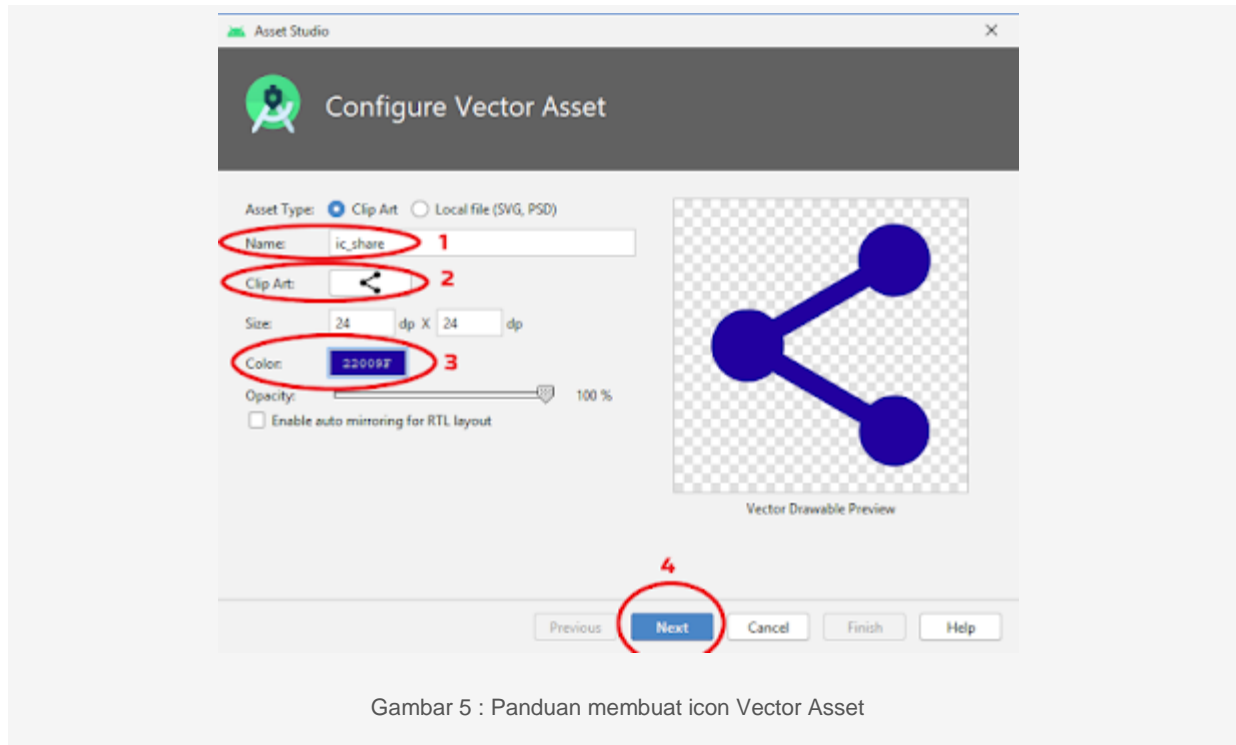 Asset Studio
Configure Vector Asset
Asset Type: Clip Art Local file (SVG, PSD)
Name: ic_share 1
Clip Art: 2
Size: 24 dp X 24 dp
Color: 22009F 3
Opacity: 100 %
Enable auto mirroring for RTL layout
Vector Drawable Preview
4
Previous Next Cancel Finish Help
Gambar 5 : Panduan membuat icon Vector Asset